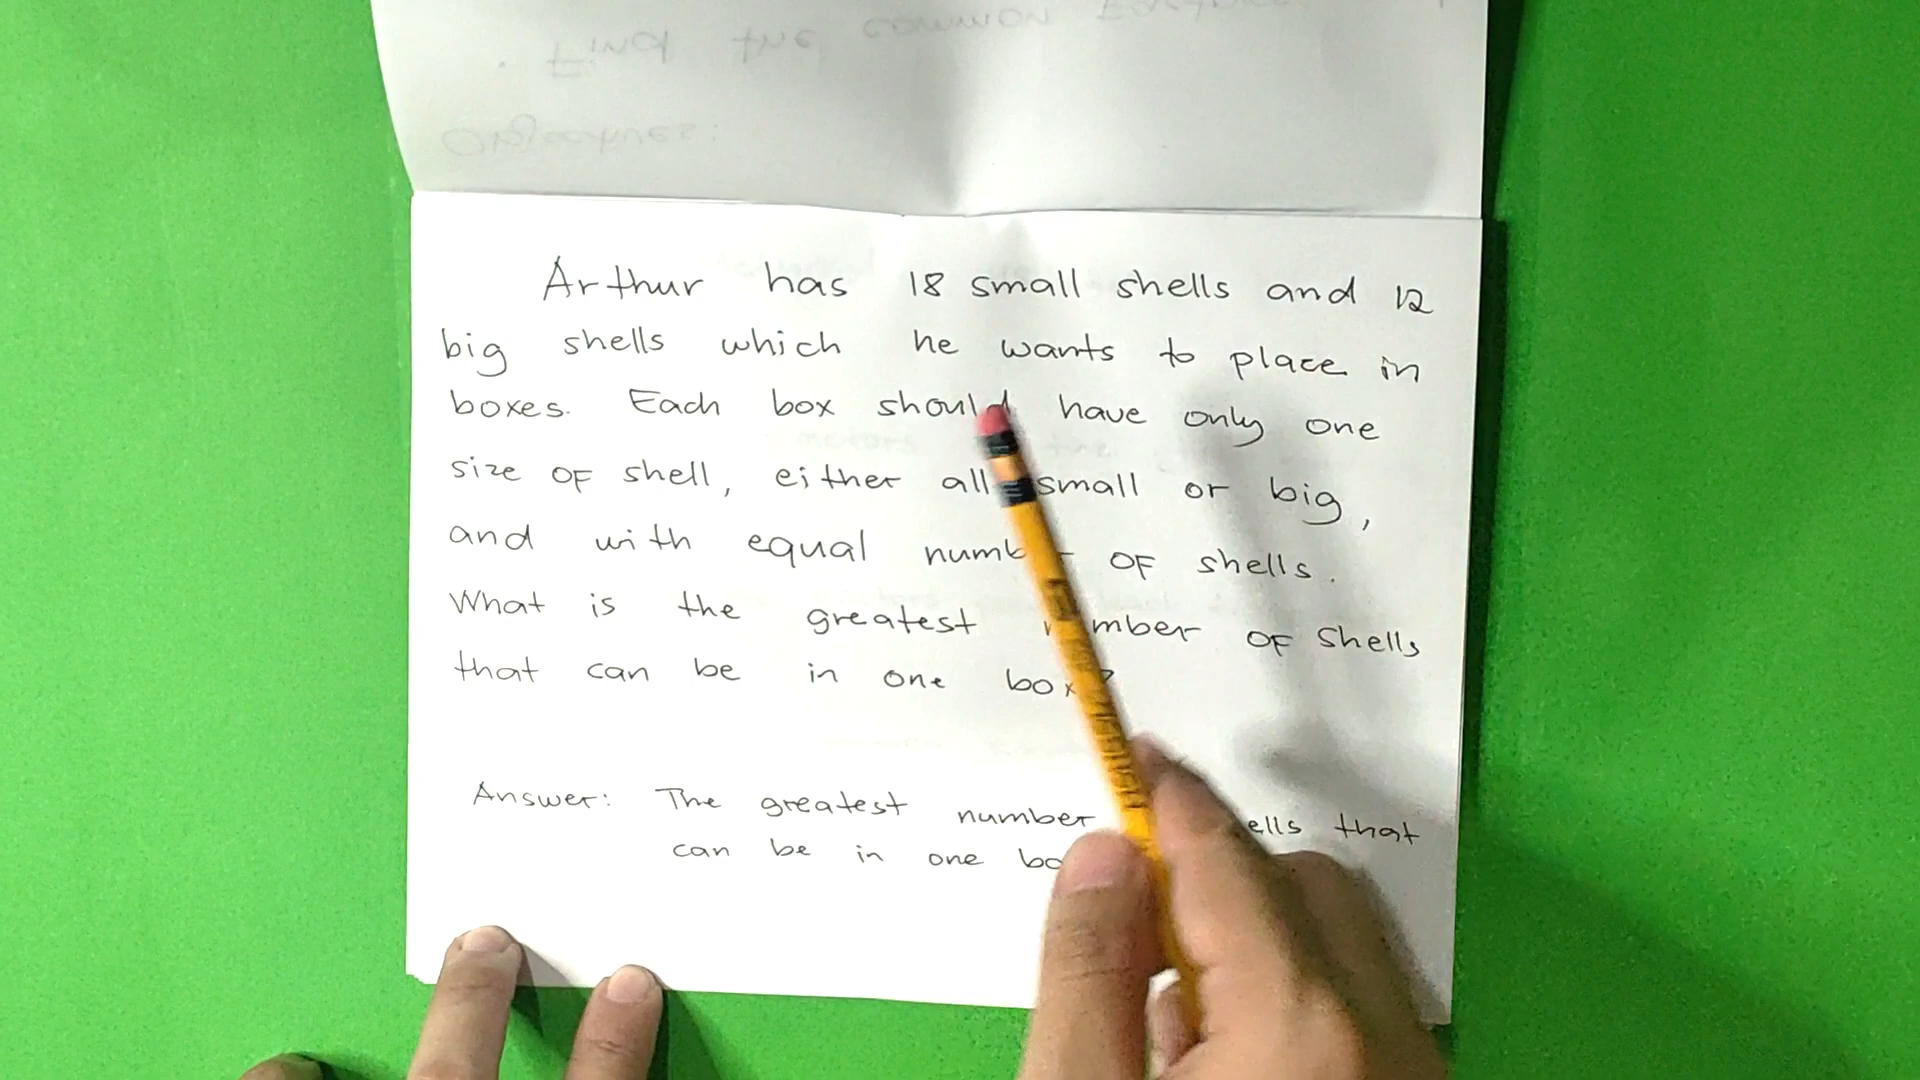 Arthur has 18 small shells and 12
big shells which he wants to place in
boxes. Each box should have only one
size of shell, either all small or big,
and with equal of shells.
What is the greatest of shells
that can be in one box?
Answer: The greatest number that
can be in one